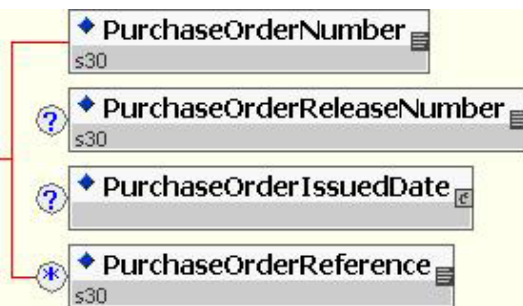 PurchaseOrderNumber
s30
?
PurchaseOrderReleaseNumber
s30
?
PurchaseOrderIssuedDate
c
*
PurchaseOrderReference
s30